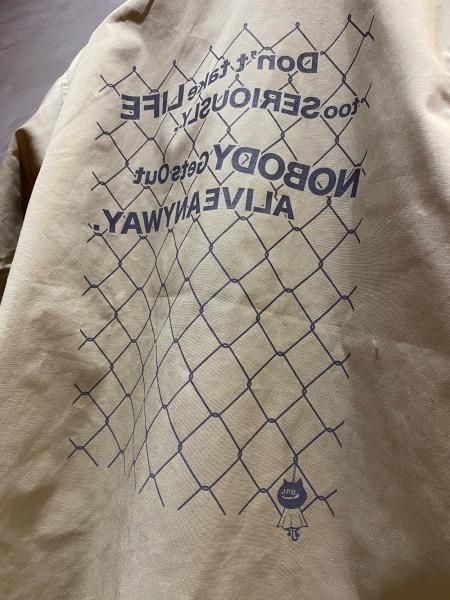 Don't take LIFE
too SERIOUSLY.
NOBODY Gets Out
ALIVE ANYWAY.
JPB